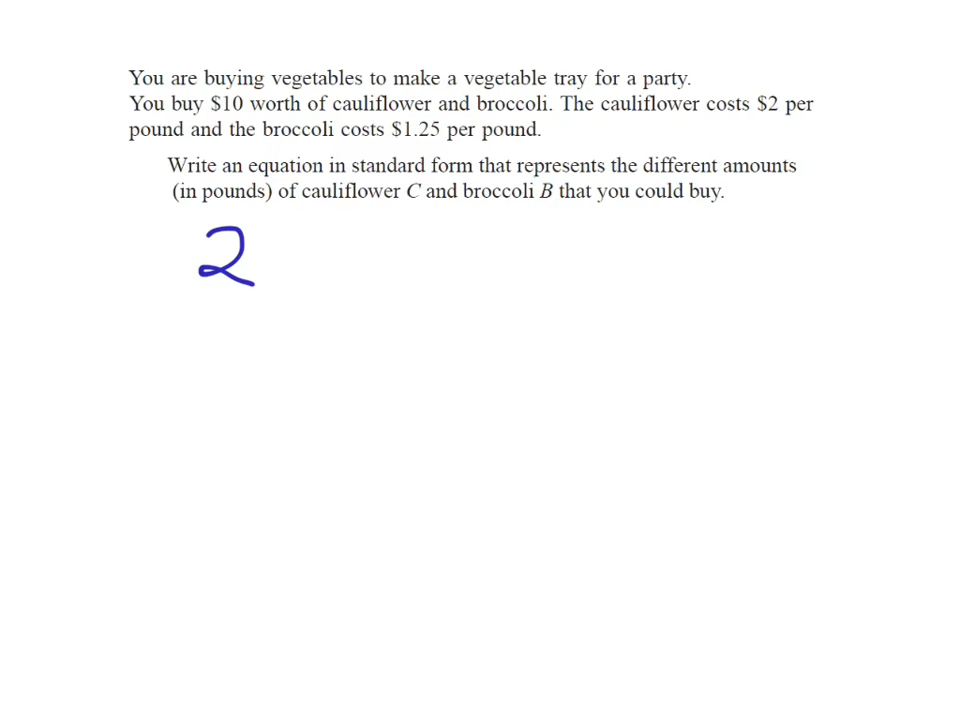 You are buying vegetables to make a vegetable tray for a party.
You buy $10 worth of cauliflower and broccoli. The cauliflower costs $2 per
pound and the broccoli costs $1.25 per pound.
Write an equation in standard form that represents the different amounts
(in pounds) of cauliflower C and broccoli B that you could buy.
2